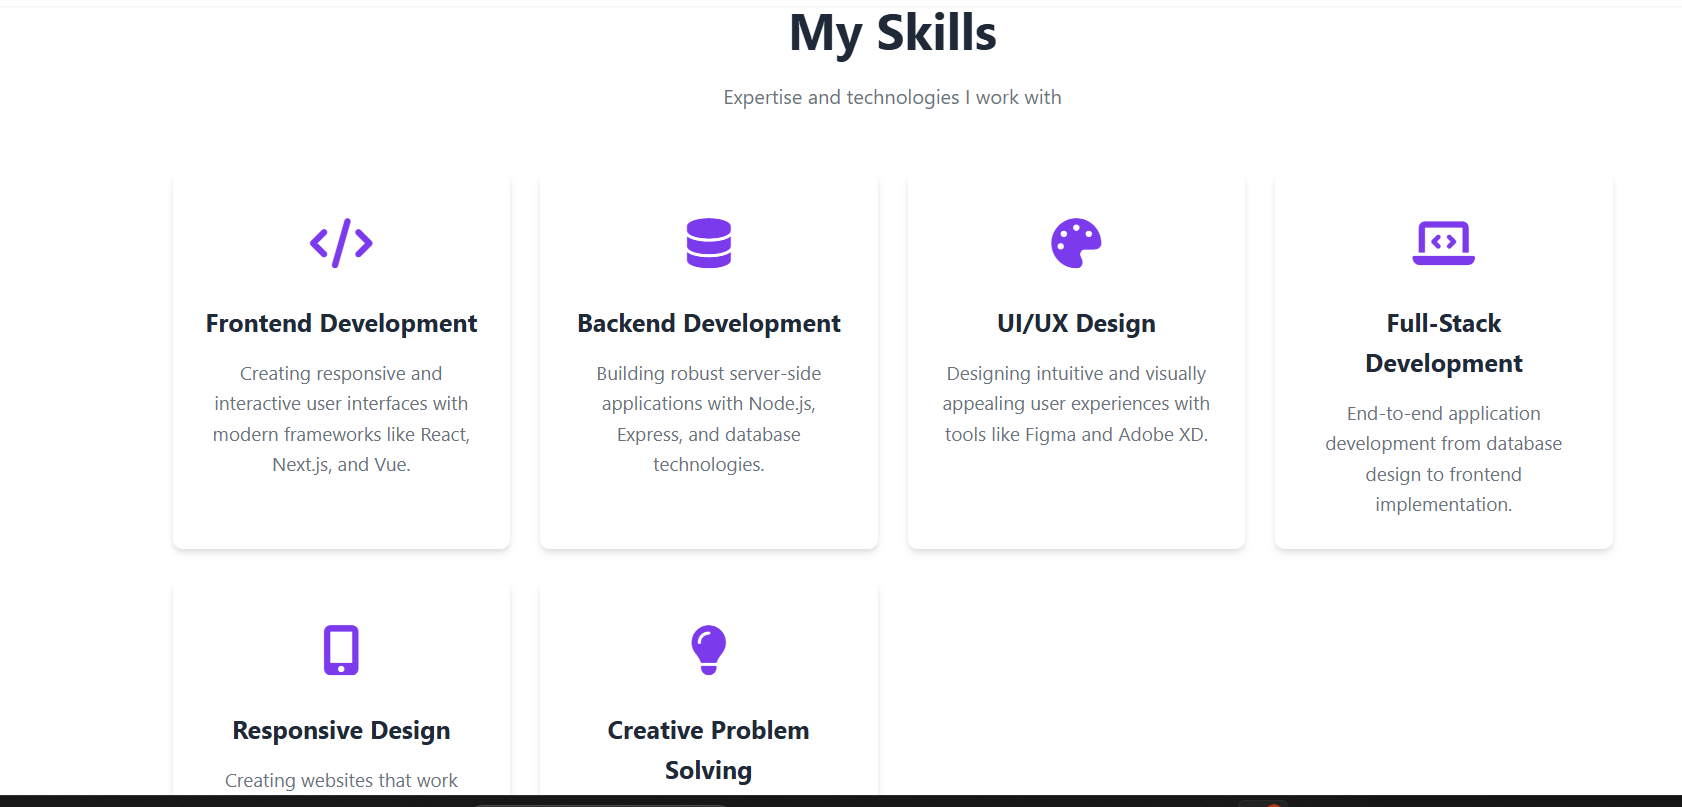 My Skills
Expertise and technologies I work with
Frontend Development
Creating responsive and
interactive user interfaces with
modern frameworks like React,
Next.js, and Vue.
Backend Development
Building robust server-side
applications with Node.js,
Express, and database
technologies.
UI/UX Design
Designing intuitive and visually
appealing user experiences with
tools like Figma and Adobe XD.
Full-Stack
Development
End-to-end application
development from database
design to frontend
implementation.
Responsive Design
Creating websites that work
Creative Problem
Solving